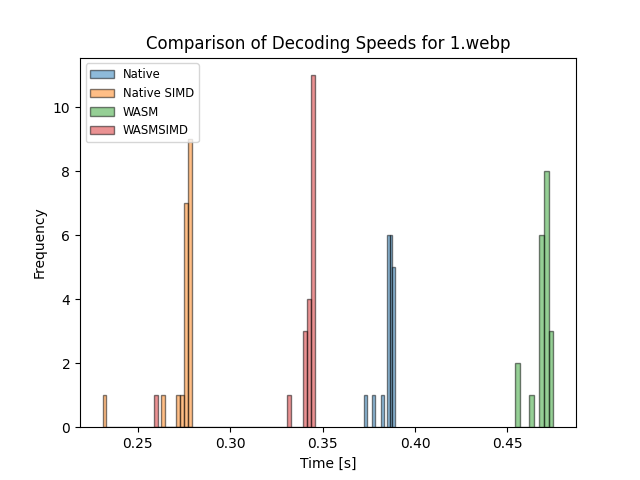 Comparison of Decoding Speeds for 1.webp
Native
Native SIMD
WASM
WASMSIMD
10
8
6
4
2
0
Frequency
0.25 0.30 0.35 0.40 0.45
Time [s]